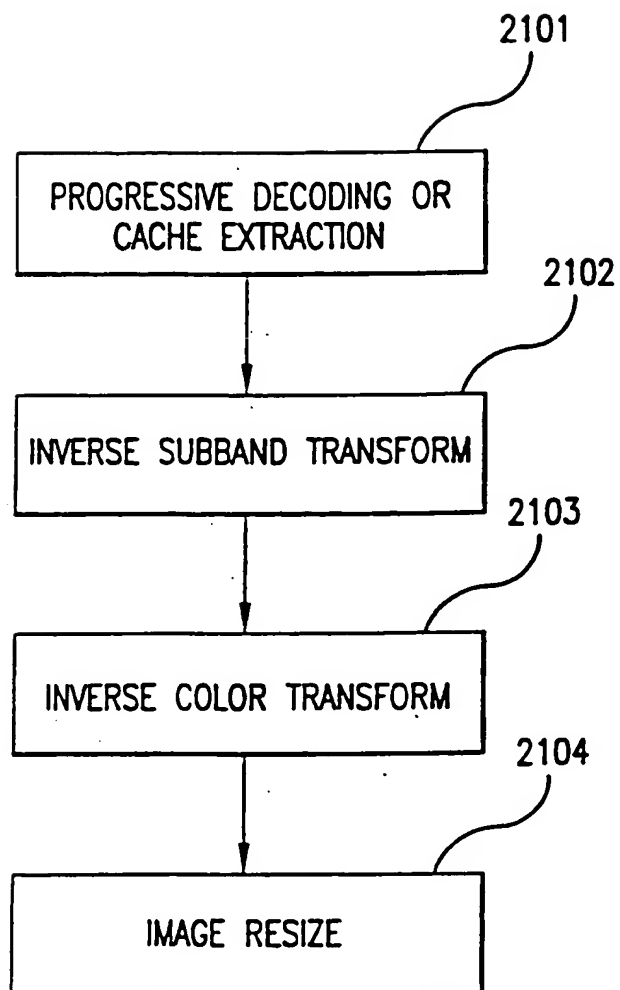 2101
PROGRESSIVE DECODING OR
CACHE EXTRACTION
2102
INVERSE SUBBAND TRANSFORM
2103
INVERSE COLOR TRANSFORM
2104
IMAGE RESIZE